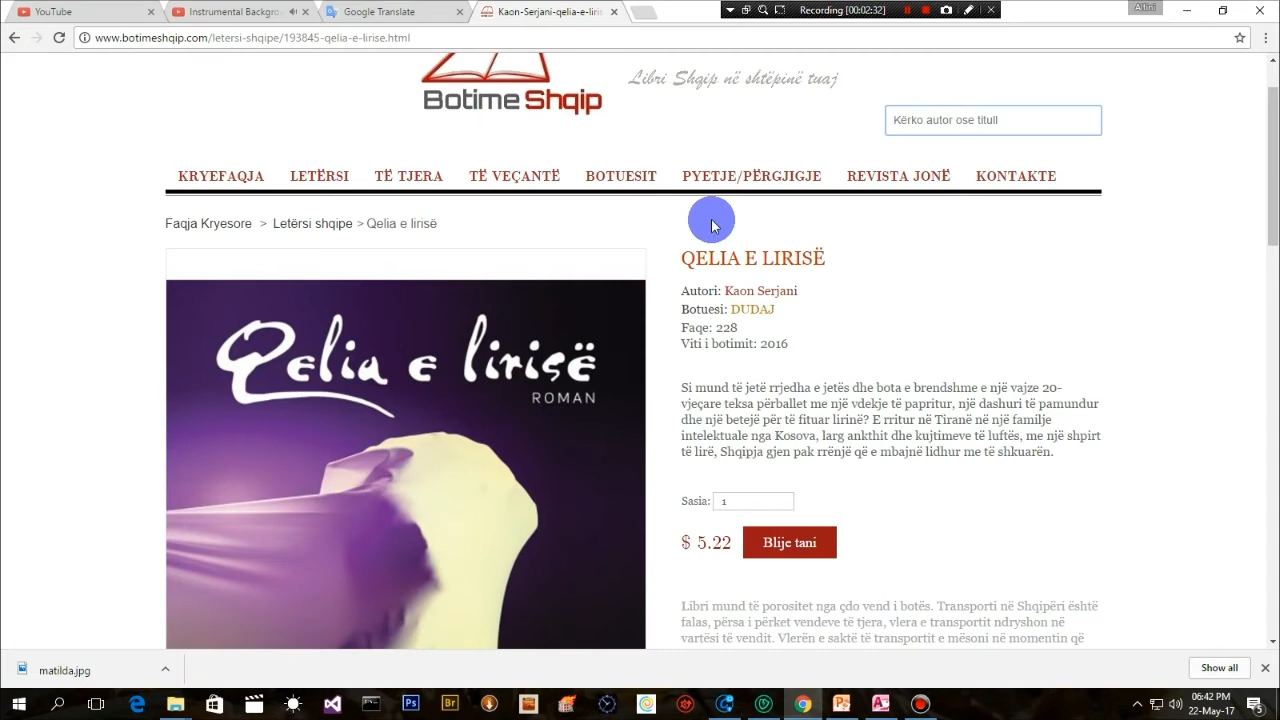 YouTube
Instrumental Backgro
Google Translate
Kaon-Serjani-qelia-e-liri
Recording [00:02:32]
www.botimeshqip.com/letersi-shqipe/193845-qelia-e-lirise.html
Botime Shqip
Libri Shqip në shtëpinë tuaj
Kërko autor ose titull
KRYEFAQJA LETËRSI TË TJERA TË VEÇANTË BOTUESIT PYETJE/PËRGJIGJE REVISTA JONË KONTAKTE
Faqja Kryesore > Letërsi shqipe > Qelia e lirisë
QELIA E LIRISË
Autori: Kaon Serjani
Botuesi: DUDAJ
Faqe: 228
Viti i botimit: 2016
Qelia e lirisë
ROMAN
Si mund të jetë rrjedha e jetës dhe bota e brendshme e një vajze 20-
vjeçare teksa përballet me një vdekje të papritur, një dashuri të pamundur
dhe një betejë për të fituar lirinë? E rritur në Tiranë në një familje
intelektuale nga Kosova, larg ankthit dhe kujtimeve të luftës, me një shpirt
të lirë, Shqipja gjen pak rrënjë që e mbajnë lidhur me të shkuarën.
Sasia: 1
$ 5.22 Blije tani
Libri mund të porositet nga çdo vend i botës. Transporti në Shqipëri është
falas, përsa i përket vendeve të tjera, vlera e transportit ndryshon në
vartësi të vendit. Vlerën e saktë të transportit e mësoni në momentin që
matilda.jpg
Show all
06:42 PM
22-May-17